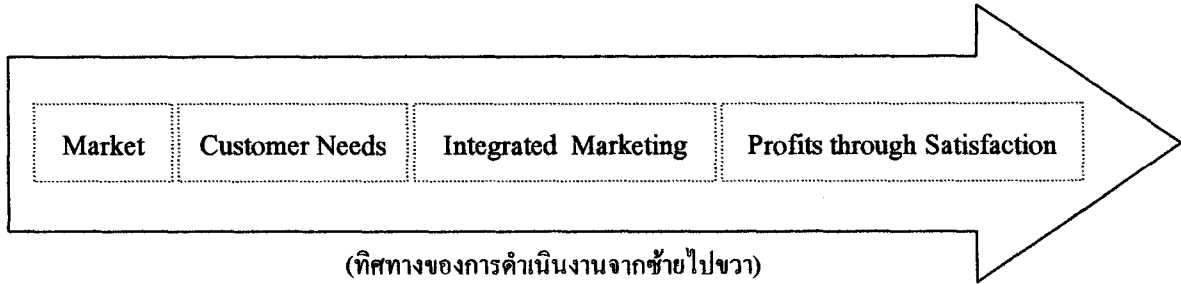 Market Customer Needs Integrated Marketing Profits through Satisfaction
(ทิศทางของการดำเนินงานจากซ้ายไปขวา)